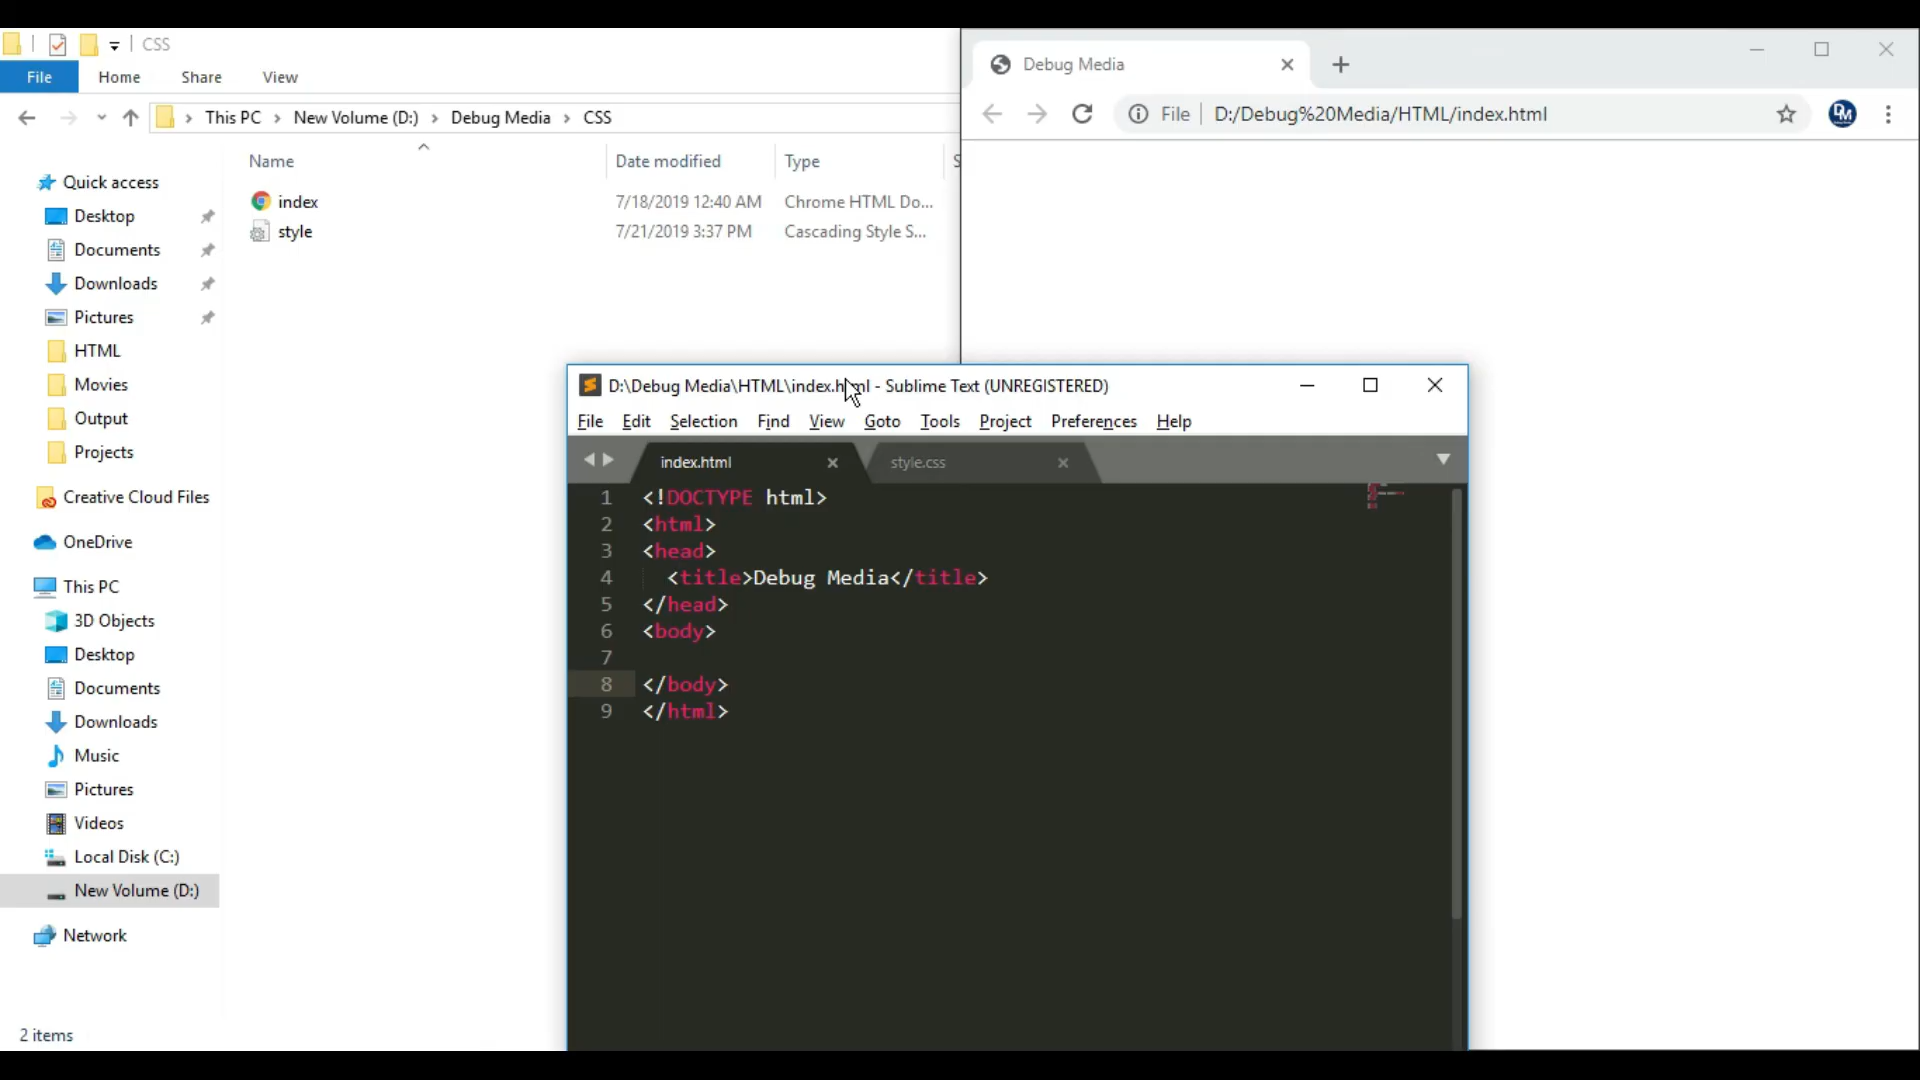 CSS
File Home Share View
This PC New Volume (D:) Debug Media CSS
Name Date modified Type S
index 7/18/2019 12:40 AM Chrome HTML Do...
style 7/21/2019 3:37 PM Cascading Style S...
Quick access
Desktop
Documents
Downloads
Pictures
HTML
Movies
Output
Projects
Creative Cloud Files
OneDrive
This PC
3D Objects
Desktop
Documents
Downloads
Music
Pictures
Videos
Local Disk (C:)
New Volume (D:)
Network
2 items
Debug Media
File D:/Debug%20Media/HTML/index.html
DM
D:\Debug Media\HTML\index.html - Sublime Text (UNREGISTERED)
File Edit Selection Find View Goto Tools Project Preferences Help
index.html style.css
1 <!DOCTYPE html>
2 <html>
3 <head>
4 <title>Debug Media</title>
5 </head>
6 <body>
7
8 </body>
9 </html>